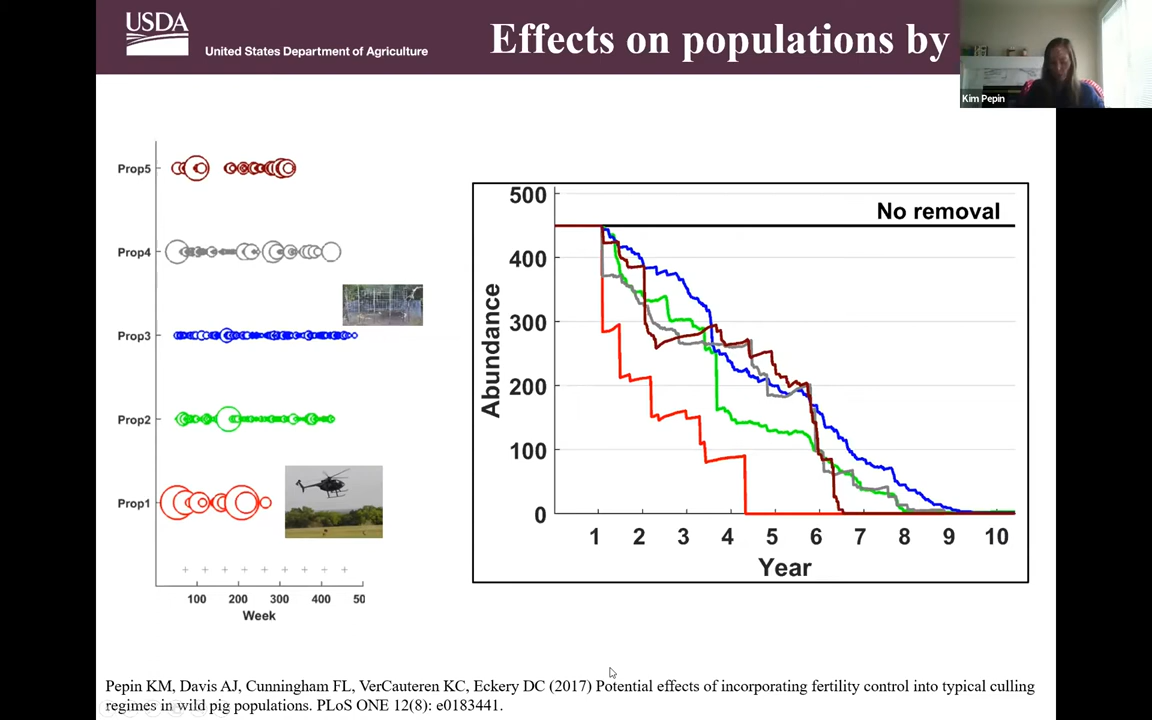 USDA
United States Department of Agriculture
Effects on populations by
Kim Pepin
Prop5
Prop4
Prop3
Prop2
Prop1
100 200 300 400 50
Week
500
400
300
200
100
0
Abundance
No removal
1 2 3 4 5 6 7 8 9 10
Year
Pepin KM, Davis AJ, Cunningham FL, VerCauteren KC, Eckery DC (2017) Potential effects of incorporating fertility control into typical culling
regimes in wild pig populations. PLoS ONE 12(8): e0183441.